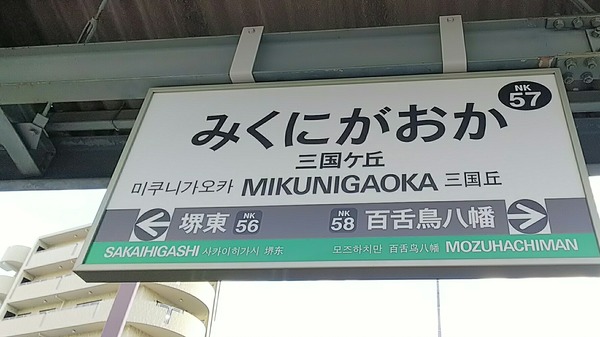 NK
57
みくにがおか
三国ケ丘
미쿠니가오카 MIKUNIGAOKA 三国丘
堺東 NK 56 NK 58 百舌鳥八幡
SAKAIHIGASHI 사카이히가시 堺东 모즈하치만 百舌鸟八幡 MOZUHACHIMAN